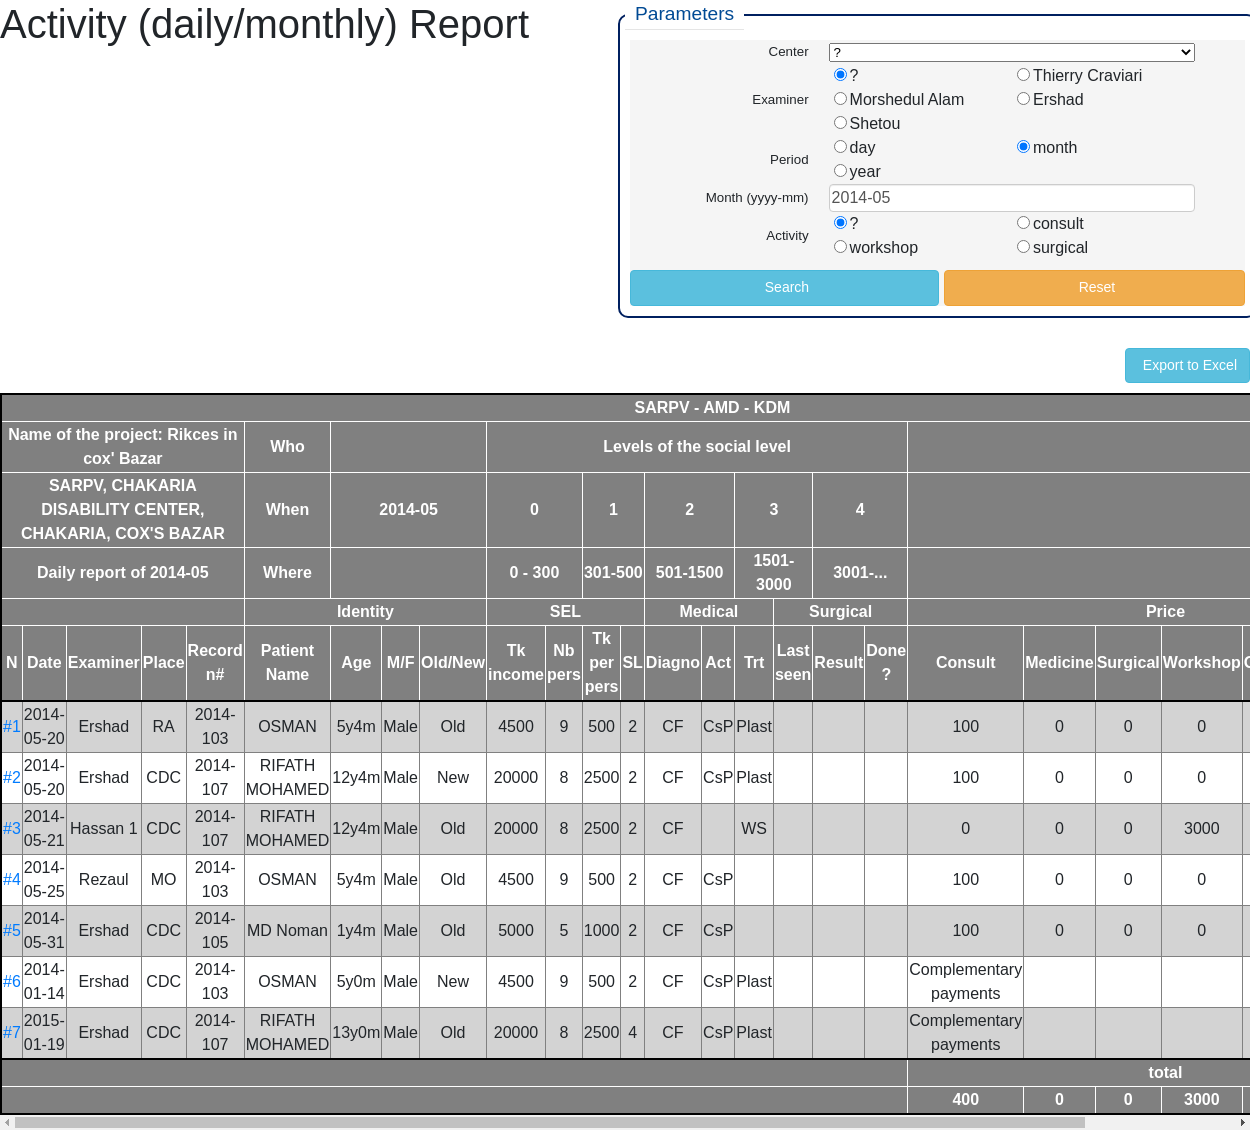 Activity (daily/monthly) Report
Parameters
Center ?
? Thierry Craviari
Examiner Morshedul Alam Ershad
Shetou
Period day month
year
Month (yyyy-mm) 2014-05
Activity ? consult
workshop surgical
Search Reset
Export to Excel
SARPV - AMD - KDM
Name of the project: Rikces in
cox' Bazar
Who Levels of the social level
SARPV, CHAKARIA
DISABILITY CENTER,
CHAKARIA, COX'S BAZAR
When 2014-05 0 1 2 3 4
Daily report of 2014-05 Where 0 - 300 301-500 501-1500 1501-
3000
3001-...
Identity SEL Medical Surgical Price
N Date Examiner Place Record
n#
Patient
Name
Age M/F Old/New Tk
income
Nb
pers
Tk
per
pers
SL Diagno Act Trt Last
seen
Result Done
?
Consult Medicine Surgical Workshop
#1 2014-
05-20
Ershad RA 2014-
103
OSMAN 5y4m Male Old 4500 9 500 2 CF CsP Plast 100 0 0 0
#2 2014-
05-20
Ershad CDC 2014-
107
RIFATH
MOHAMED
12y4m Male New 20000 8 2500 2 CF CsP Plast 100 0 0 0
#3 2014-
05-21
Hassan 1 CDC 2014-
107
RIFATH
MOHAMED
12y4m Male Old 20000 8 2500 2 CF WS 0 0 0 3000
#4 2014-
05-25
Rezaul MO 2014-
103
OSMAN 5y4m Male Old 4500 9 500 2 CF CsP 100 0 0 0
#5 2014-
05-31
Ershad CDC 2014-
105
MD Noman 1y4m Male Old 5000 5 1000 2 CF CsP 100 0 0 0
#6 2014-
01-14
Ershad CDC 2014-
103
OSMAN 5y0m Male New 4500 9 500 2 CF CsP Plast Complementary
payments
#7 2015-
01-19
Ershad CDC 2014-
107
RIFATH
MOHAMED
13y0m Male Old 20000 8 2500 4 CF CsP Plast Complementary
payments
total
400 0 0 3000